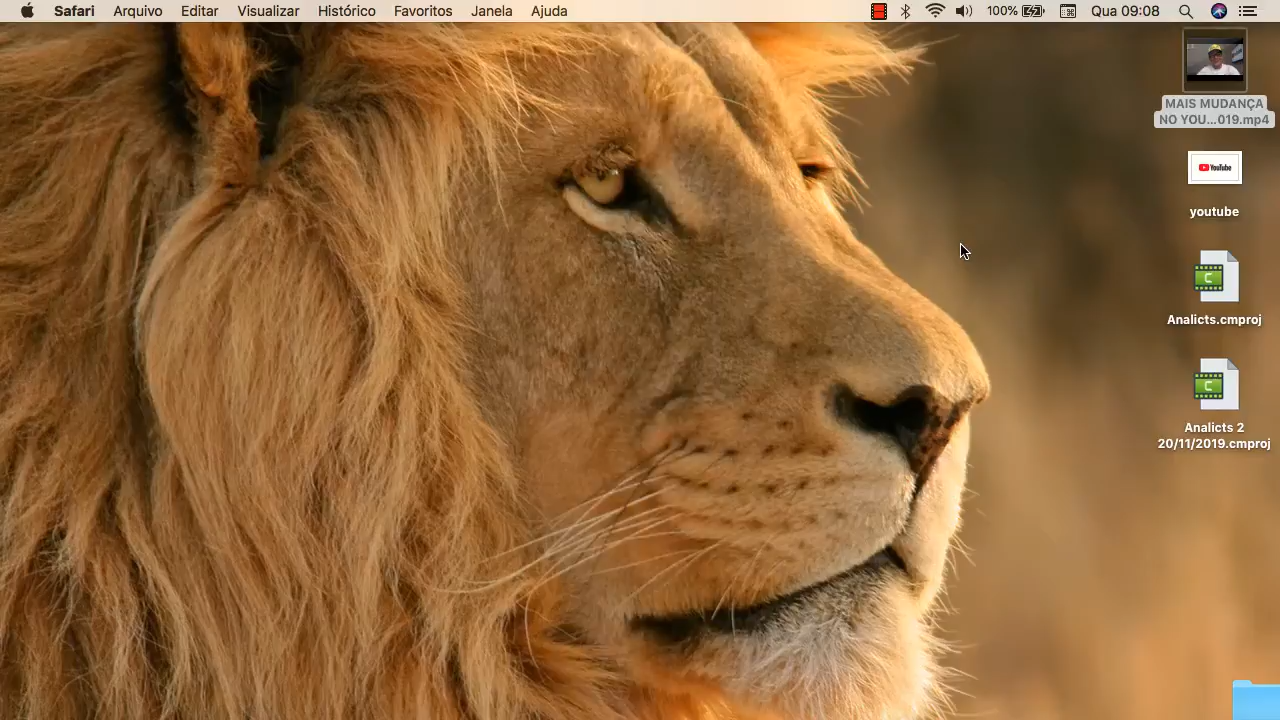 Safari Arquivo Editar Visualizar Histórico Favoritos Janela Ajuda 100% Qua 09:08
MAIS MUDANÇA
NO YOU...019.mp4
YouTube
youtube
C
Analicts.cmproj
C
Analicts 2
20/11/2019.cmproj